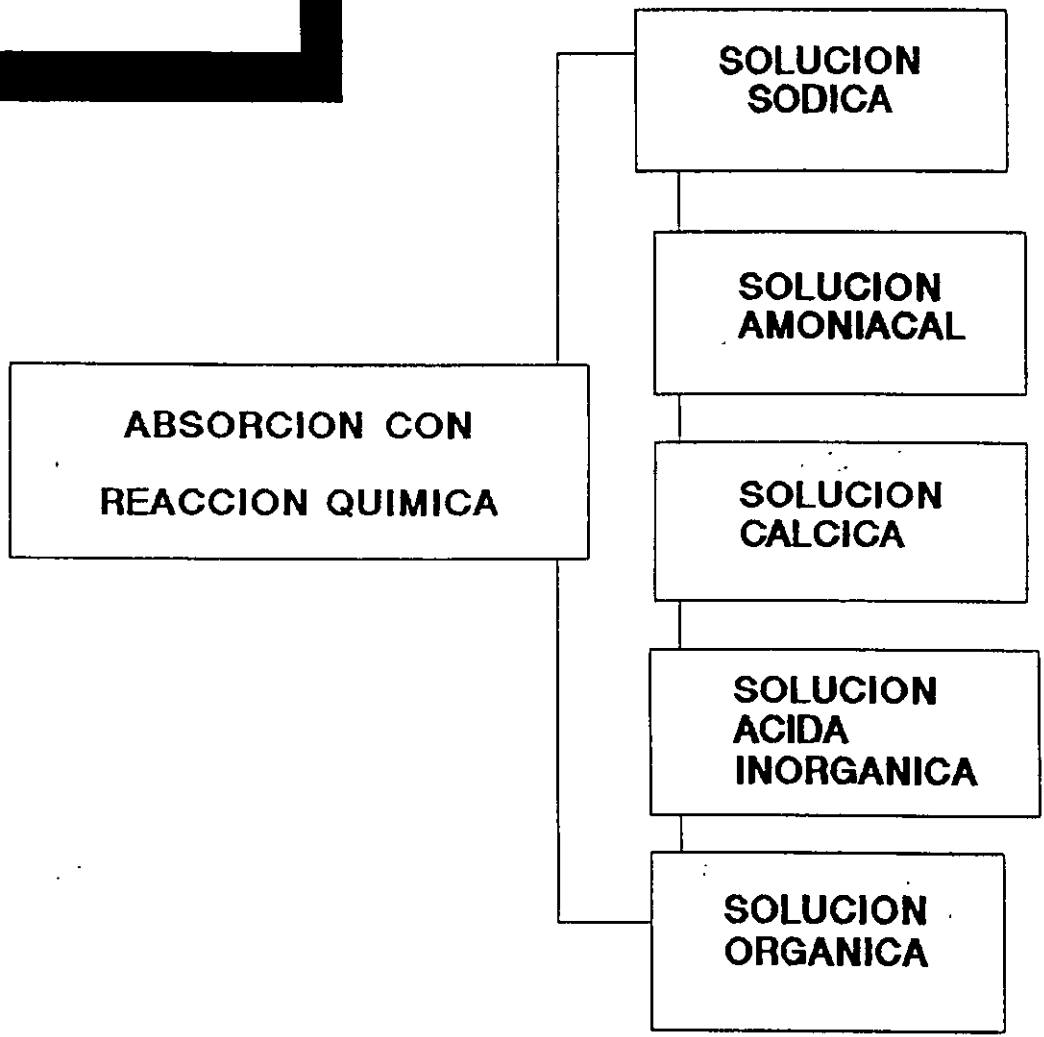 SOLUCION
SODICA
SOLUCION
AMONIACAL
ABSORCION CON
REACCION QUIMICA
SOLUCION
CALCICA
SOLUCION
ACIDA
INORGANICA
SOLUCION
ORGANICA